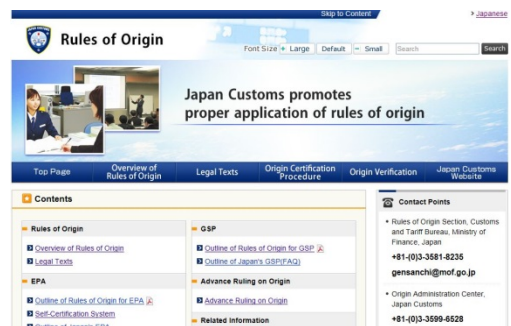 Skip to Content
Japanese
Rules of Origin
Font Size + Large Default - Small Search Search
Japan Customs promotes
proper application of rules of origin
Top Page
Overview of
Rules of Origin
Legal Texts
Origin Certification
Procedure
Origin Verification
Japan Customs
Website
Contents
Rules of Origin
Overview of Rules of Origin
Legal Texts
EPA
Outline of Rules of Origin for EPA
Self-Certification System
Outline of Japan's EPA
GSP
Outline of Rules of Origin for GSP
Outline of Japan's GSP(FAQ)
Advance Ruling on Origin
Advance Ruling on Origin
Related Information
Contact Points
Rules of Origin Section, Customs
and Tariff Bureau, Ministry of
Finance, Japan
+81-(0)3-3581-8235
gensanchi@mof.go.jp
Origin Administration Center,
Japan Customs
+81-(0)3-3599-6528